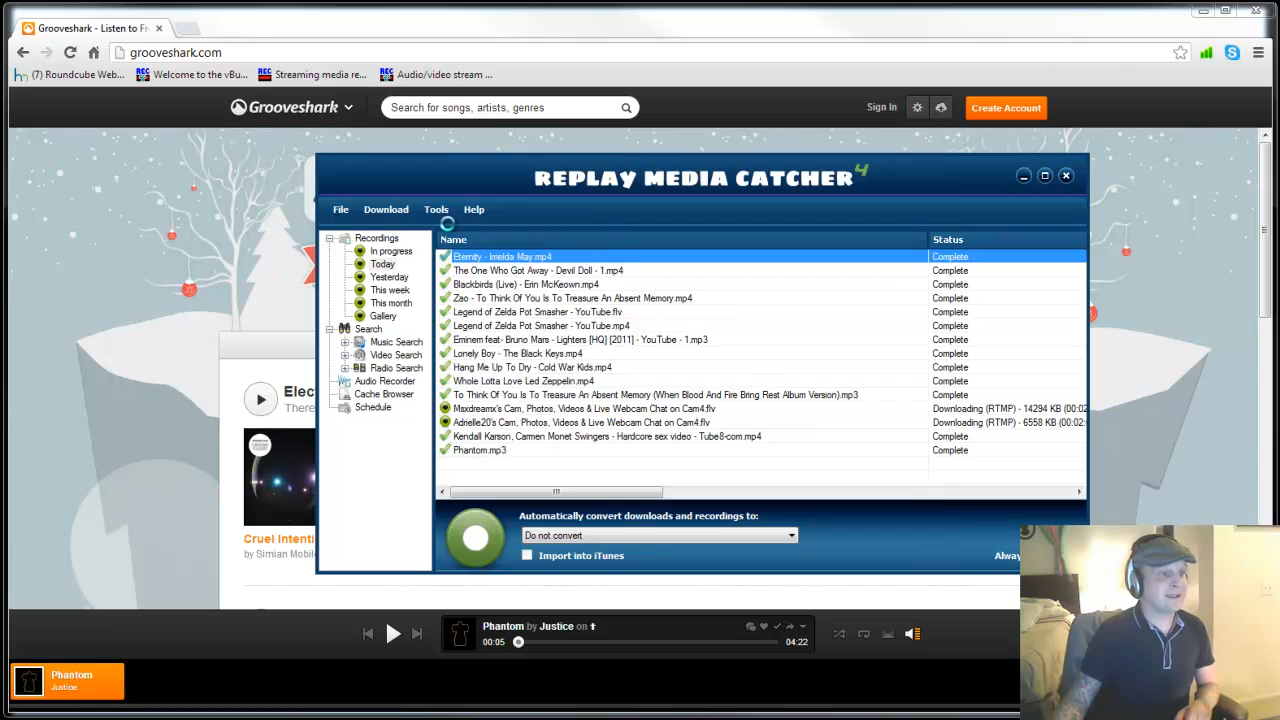 Grooveshark - Listen to Fr
grooveshark.com
(7) Roundcube Web...
Welcome to the vBu...
Streaming media re...
Audio/video stream ...
Grooveshark
Search for songs, artists, genres
Sign In
Create Account
REPLAY MEDIA CATCHER 4
File Download Tools Help
Recordings
In progress
Today
Yesterday
This week
This month
Gallery
Search
Music Search
Video Search
Radio Search
Audio Recorder
Cache Browser
Schedule
Name Status
Eternity - Imelda May.mp4 Complete
The One Who Got Away - Devil Doll - 1.mp4 Complete
Blackbirds (Live) - Erin McKeown.mp4 Complete
Zao - To Think Of You Is To Treasure An Absent Memory.mp4 Complete
Legend of Zelda Pot Smasher - YouTube.flv Complete
Legend of Zelda Pot Smasher - YouTube.mp4 Complete
Eminem feat- Bruno Mars - Lighters [HQ] [2011] - YouTube - 1.mp3 Complete
Lonely Boy - The Black Keys.mp4 Complete
Hang Me Up To Dry - Cold War Kids.mp4 Complete
Whole Lotta Love Led Zeppelin.mp4 Complete
To Think Of You Is To Treasure An Absent Memory (When Blood And Fire Bring Rest Album Version).mp3 Complete
Msxdreamx's Cam, Photos, Videos & Live Webcam Chat on Cam4.flv Downloading (RTMP) - 14294 KB (00:02
Adrielle20's Cam, Photos, Videos & Live Webcam Chat on Cam4.flv Downloading (RTMP) - 6558 KB (00:02:
Kendall Karson, Carmen Monet Swingers - Hardcore sex video - Tube8-com.mp4 Complete
Phantom.mp3 Complete
Automatically convert downloads and recordings to:
Do not convert
Import into iTunes
Alway
Elect
There
Cruel Intenti
by Simian Mobil
Phantom by Justice on †
00:05 04:22
Phantom
Justice